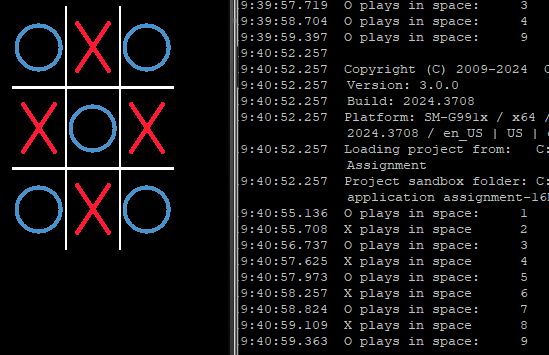 9:39:57.719 O plays in space: 3
9:39:58.704 O plays in space: 4
9:39:59.397 O plays in space: 9
9:40:52.257
9:40:52.257 Copyright (C) 2009-2024
9:40:52.257 Version: 3.0.0
9:40:52.257 Build: 2024.3708
9:40:52.257 Platform: SM-G991x / x64 /
2024.3708 / en_US | US |
9:40:52.257 Loading project from: C:
Assignment
9:40:52.257 Project sandbox folder: C:
application assignment-16
9:40:55.136 O plays in space: 1
9:40:55.708 X plays in space 2
9:40:56.737 O plays in space: 3
9:40:57.625 X plays in space 4
9:40:57.973 O plays in space: 5
9:40:58.257 X plays in space 6
9:40:58.824 O plays in space: 7
9:40:59.109 X plays in space 8
9:40:59.363 O plays in space: 9